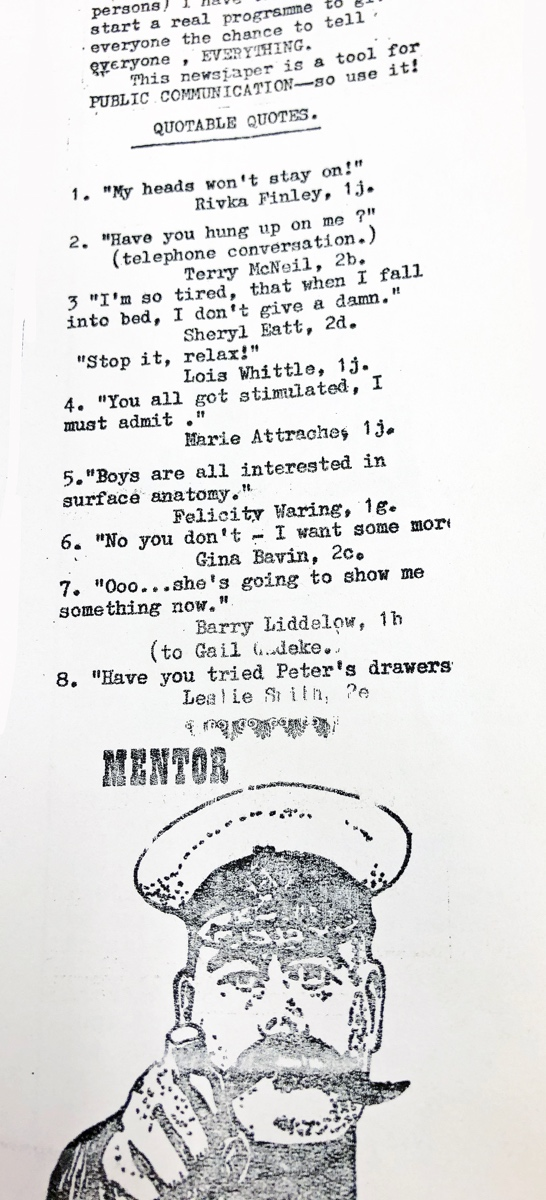 persons) I have
start a real programme to
everyone the chance to tell
everyone , EVERYTHING.
This newspaper is a tool for
PUBLIC COMMUNICATION—so use it!
QUOTABLE QUOTES.
1. "My heads won't stay on!"
Rivka Finley, 1j.
2. "Have you hung up on me ?"
(telephone conversation.)
Terry McNeil, 2b.
3 "I'm so tired, that when I fall
into bed, I don't give a damn."
Sheryl Eatt, 2d.
"Stop it, relax!"
Lois Whittle, 1j.
4. "You all got stimulated, I
must admit ."
Marie Attrache, 1j.
5."Boys are all interested in
surface anatomy."
Felicity Waring, 1g.
6. "No you don't - I want some more
Gina Bavin, 2c.
7. "Ooo...she's going to show me
something now."
Barry Liddelow, 1h
(to Gail
8. "Have you tried Peter's drawers
Leslie Smith, 2e
MENTOR